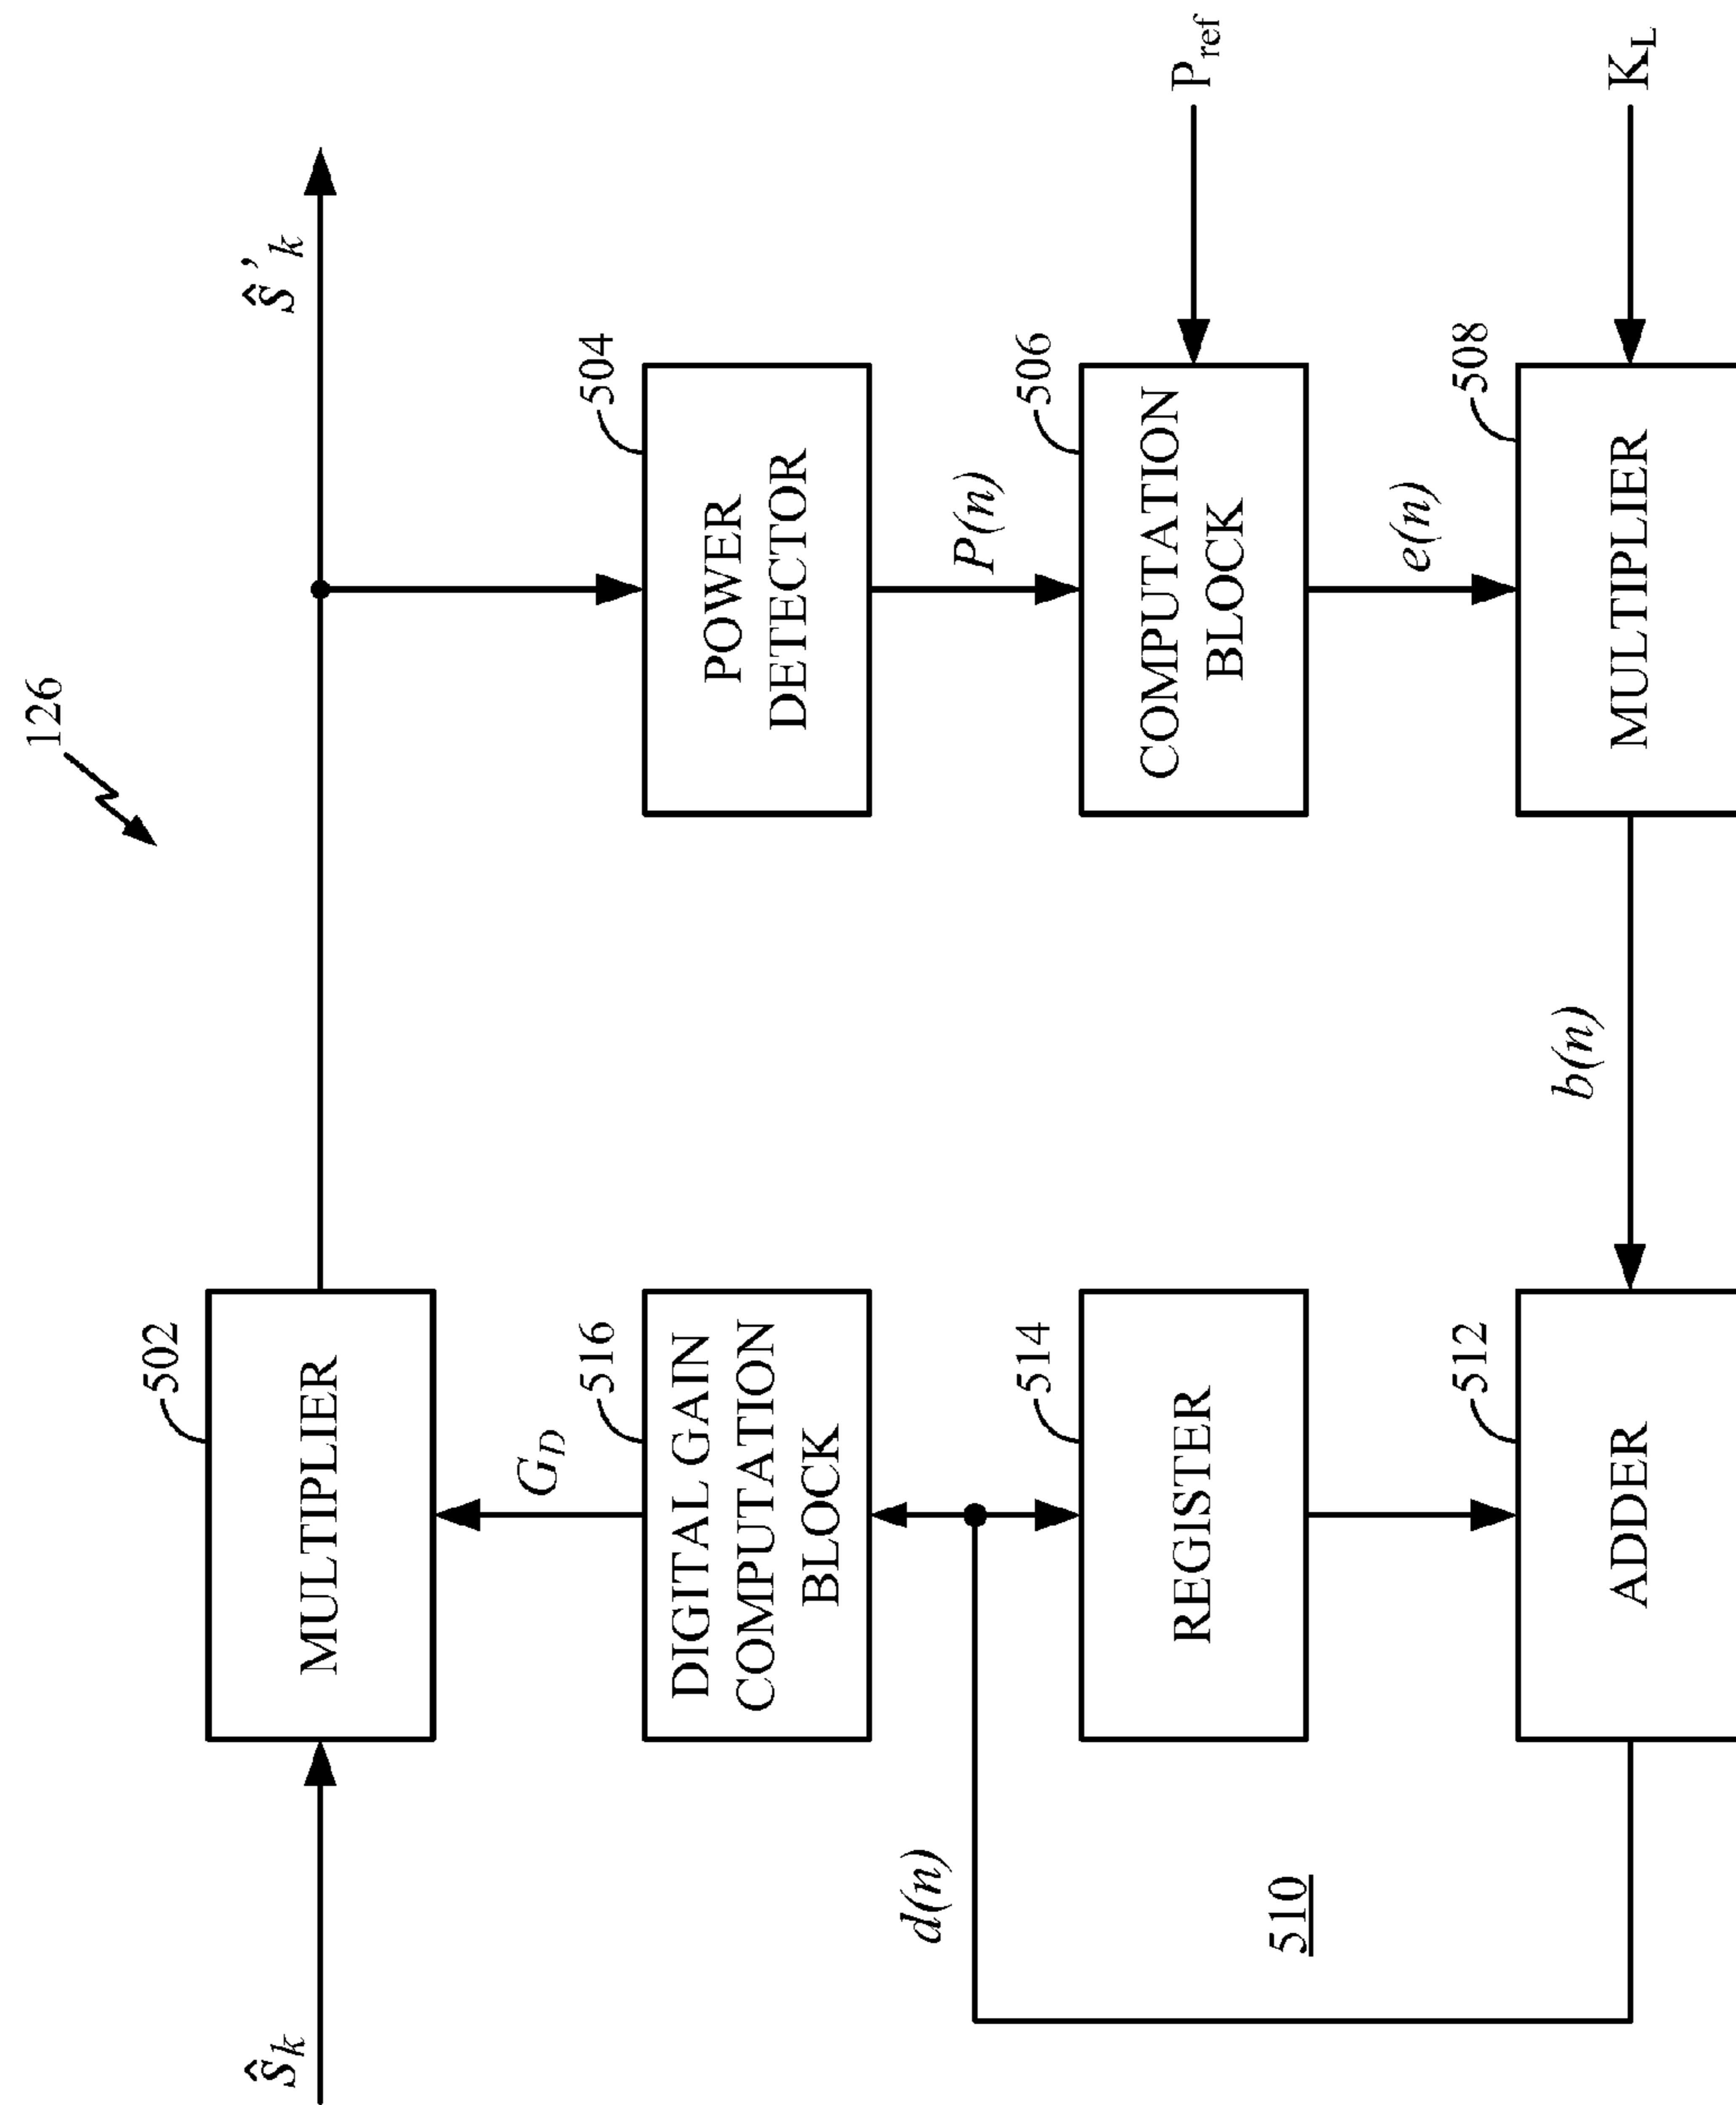 126
ŝk
502
MULTIPLIER
ŝ'k
GD
516
DIGITAL GAIN
COMPUTATION
BLOCK
504
POWER
DETECTOR
d(n)
P(n)
514
REGISTER
506
COMPUTATION
BLOCK
Pref
510
e(n)
512
ADDER
b(n)
508
MULTIPLIER
KL